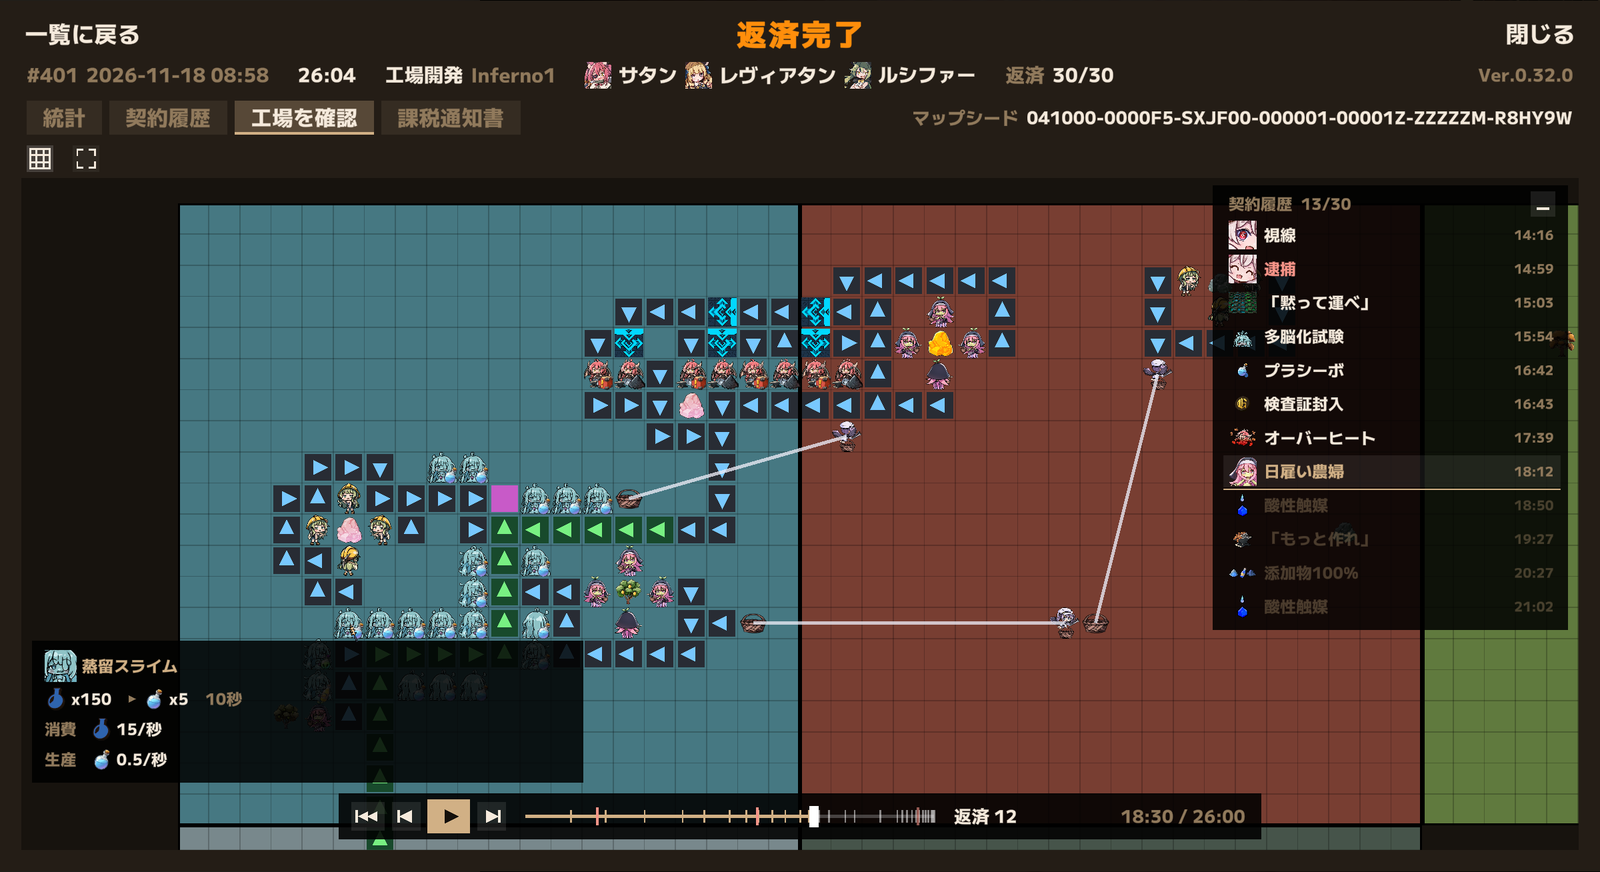 一覧に戻る
返済完了
閉じる
#401 2026-11-18 08:58 26:04 工場開発 Inferno1 サタン レヴィアタン ルシファー 返済 30/30 Ver.0.32.0
統計 契約履歴 工場を確認 課税通知書
マップシード 041000-0000F5-SXJF00-000001-00001Z-ZZZZZM-R8HY9W
契約履歴 13/30
視線 14:16
逮捕 14:59
「黙って運べ」 15:03
多脳化試験 15:54
プラシーボ 16:42
検査証封入 16:43
オーバーヒート 17:39
日雇い農婦 18:12
酸性触媒 18:50
「もっと作れ」 19:27
添加物100% 20:27
酸性触媒 21:02
蒸留スライム
x150 x5 10秒
消費 15/秒
生産 0.5/秒
返済 12 18:30 / 26:00